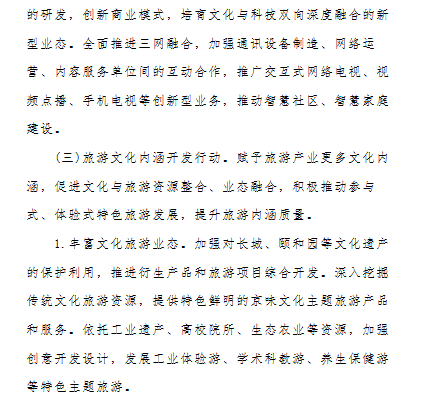 的研发，创新商业模式，培育文化与科技双向深度融合的新
型业态。全面推进三网融合，加强通讯设备制造、网络运
营、内容服务单位间的互动合作，推广交互式网络电视、视
频点播、手机电视等创新型业务，推动智慧社区、智慧家庭
建设。
（三）旅游文化内涵开发行动。赋予旅游产业更多文化内
涵，促进文化与旅游资源整合、业态融合，积极推动参与
式、体验式特色旅游发展，提升旅游内涵质量。
1.丰富文化旅游业态。加强对长城、颐和园等文化遗产
的保护利用，推进衍生产品和旅游项目综合开发。深入挖掘
传统文化旅游资源，提供特色鲜明的京味文化主题旅游产品
和服务。依托工业遗产、高校院所、生态农业等资源，加强
创意开发设计，发展工业体验游、学术科教游、养生保健游
等特色主题旅游。